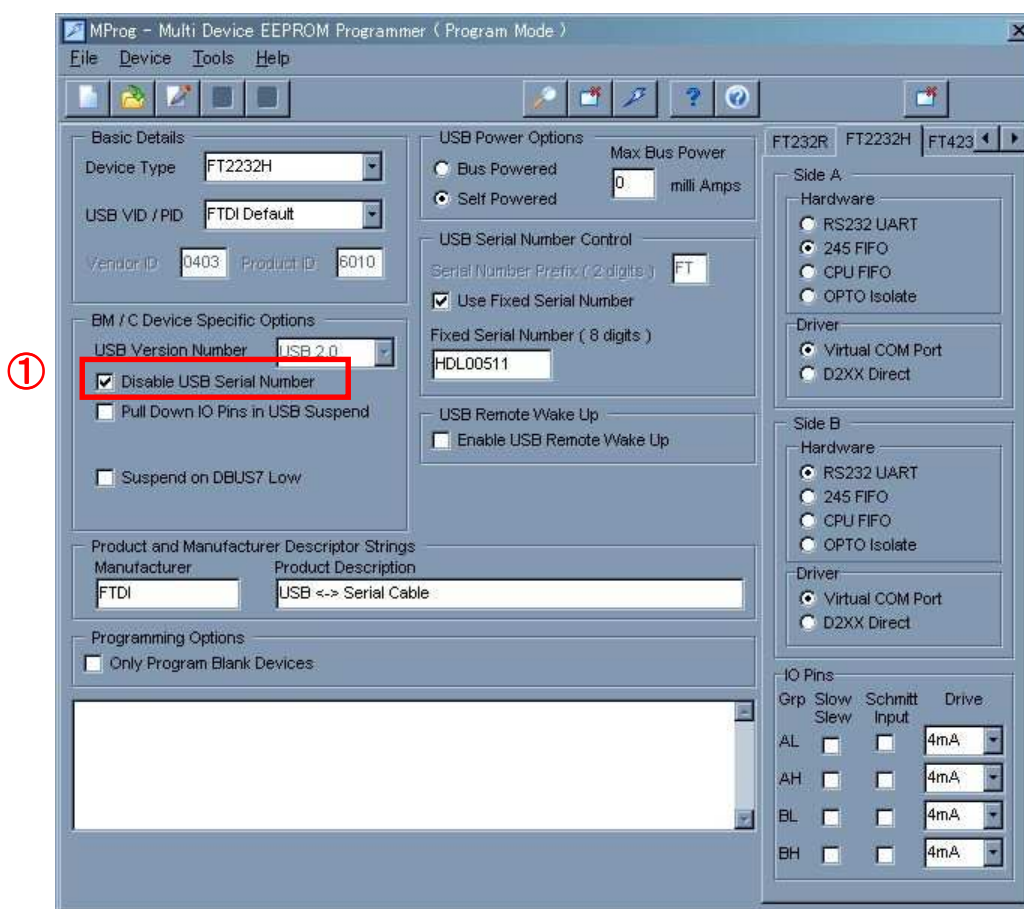 MProg - Multi Device EEPROM Programmer ( Program Mode )
File Device Tools Help
Basic Details
Device Type FT2232H
USB VID / PID FTDI Default
Vendor ID 0403 Product ID 6010
BM / C Device Specific Options
USB Version Number USB 2.0
①
Disable USB Serial Number
Pull Down IO Pins in USB Suspend
Suspend on DBUS7 Low
USB Power Options
Bus Powered
Self Powered
Max Bus Power
0 milli Amps
USB Serial Number Control
Serial Number Prefix ( 2 digits ) FT
Use Fixed Serial Number
Fixed Serial Number ( 8 digits )
HDL00511
USB Remote Wake Up
Enable USB Remote Wake Up
Product and Manufacturer Descriptor Strings
Manufacturer Product Description
FTDI USB <-> Serial Cable
Programming Options
Only Program Blank Devices
FT232R FT2232H FT423
Side A
Hardware
RS232 UART
245 FIFO
CPU FIFO
OPTO Isolate
Driver
Virtual COM Port
D2XX Direct
Side B
Hardware
RS232 UART
245 FIFO
CPU FIFO
OPTO Isolate
Driver
Virtual COM Port
D2XX Direct
IO Pins
Grp Slow Schmitt Drive
Slew Input
AL 4mA
AH 4mA
BL 4mA
BH 4mA